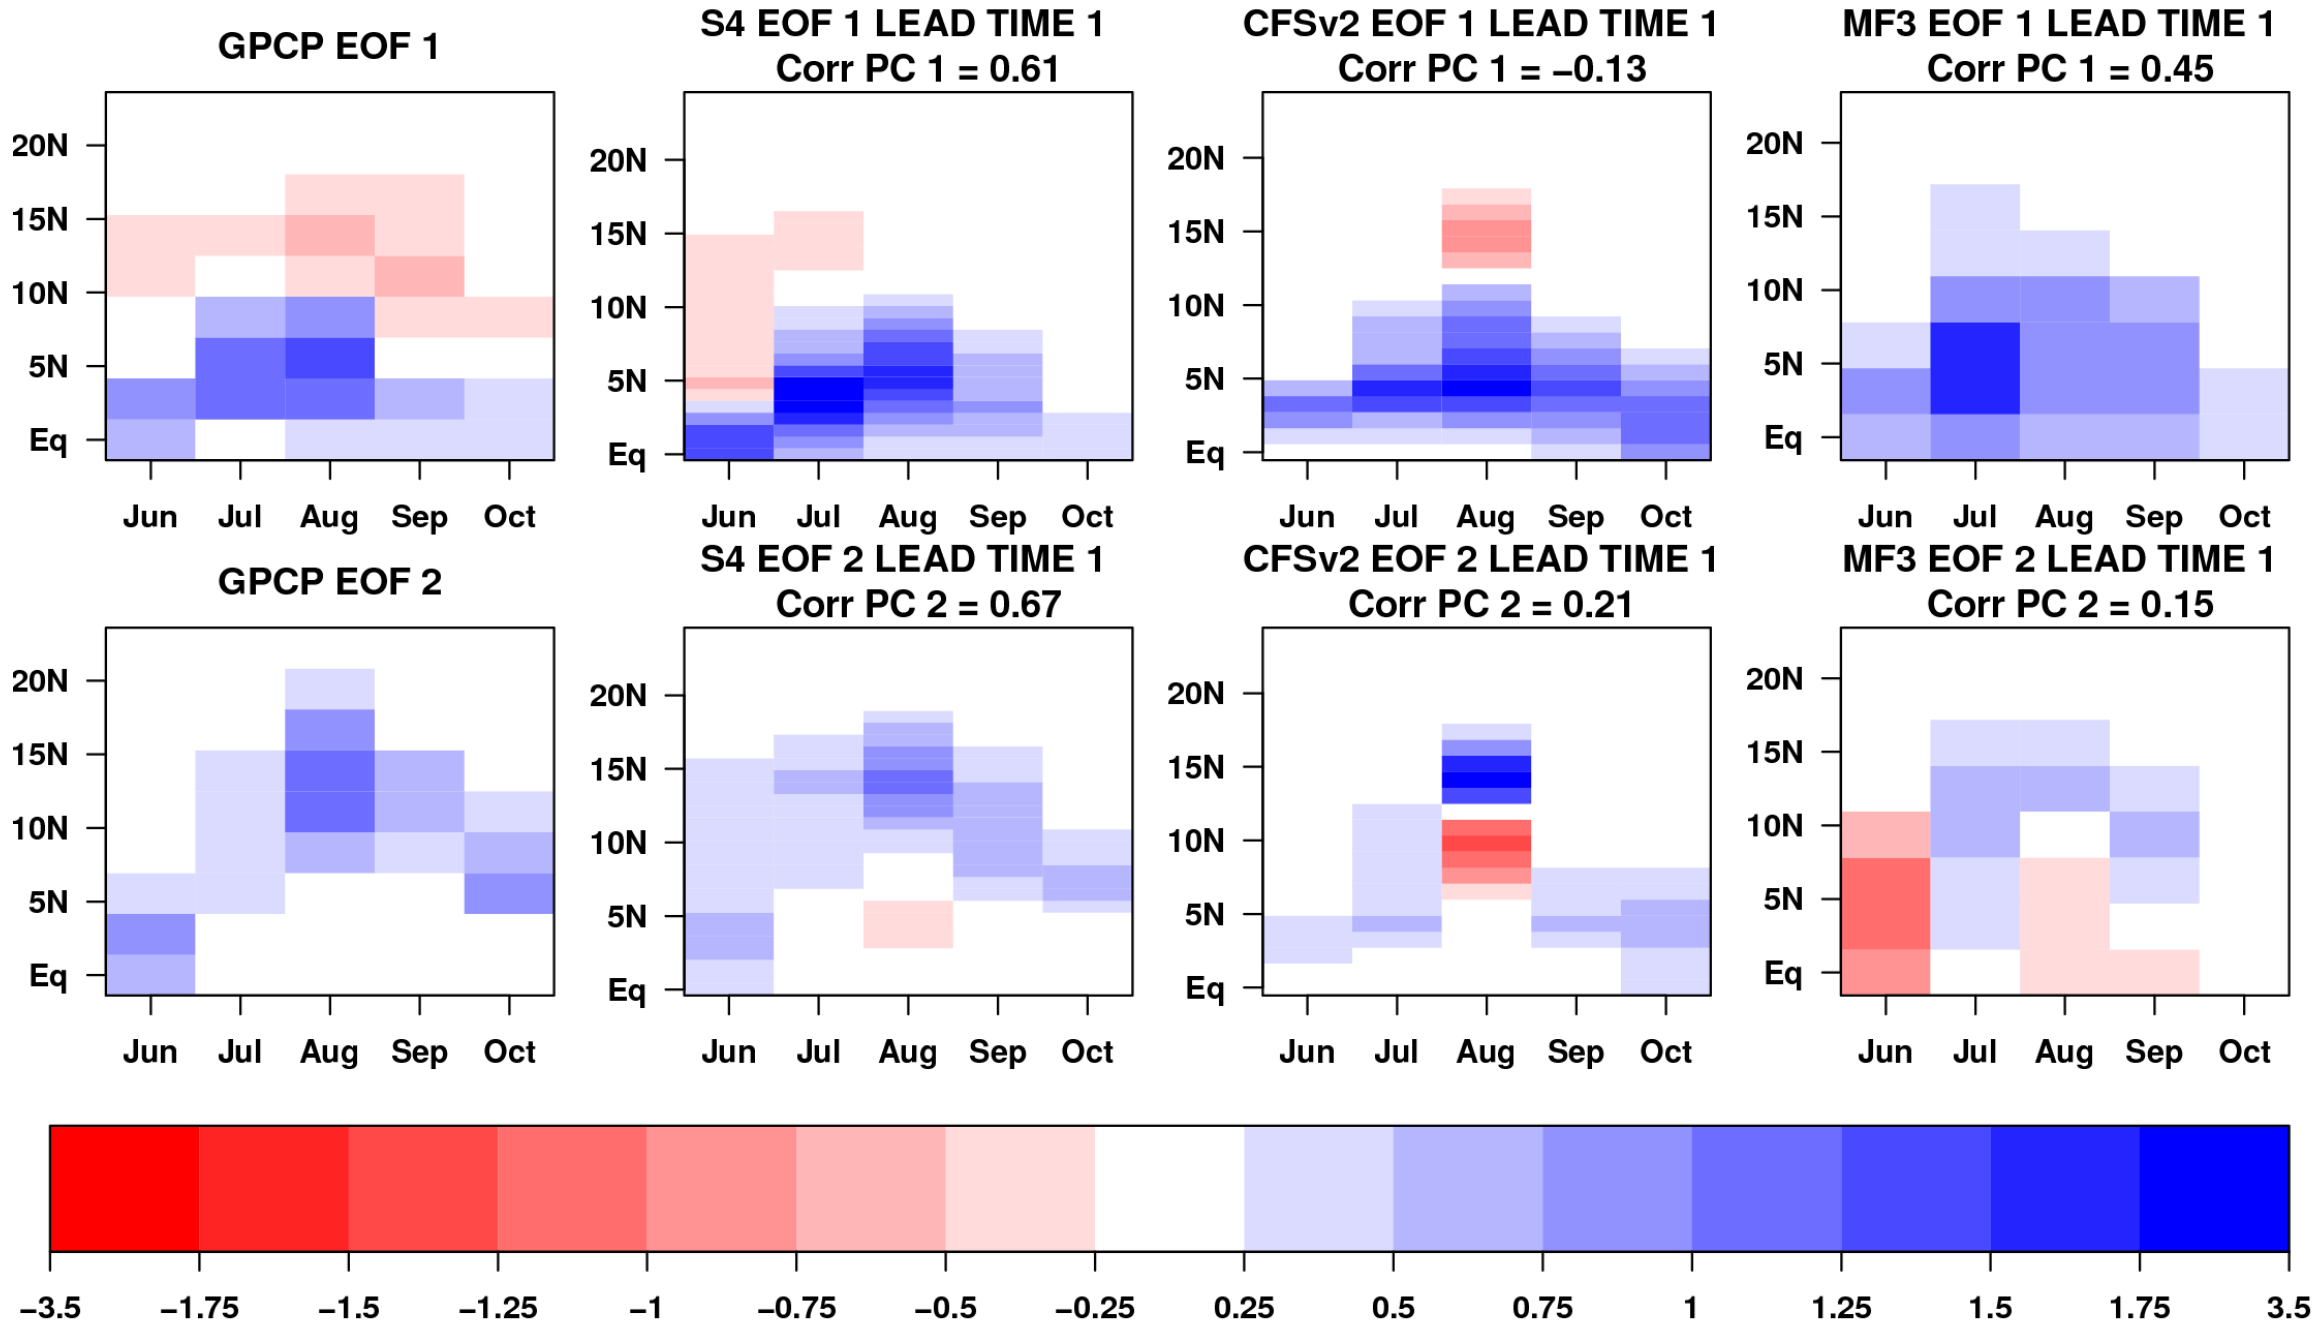 GPCP EOF 1
S4 EOF 1 LEAD TIME 1
Corr PC 1 = 0.61
CFSv2 EOF 1 LEAD TIME 1
Corr PC 1 = −0.13
MF3 EOF 1 LEAD TIME 1
Corr PC 1 = 0.45
20N
15N
10N
5N
Eq
Jun Jul Aug Sep Oct
20N
15N
10N
5N
Eq
Jun Jul Aug Sep Oct
20N
15N
10N
5N
Eq
Jun Jul Aug Sep Oct
20N
15N
10N
5N
Eq
Jun Jul Aug Sep Oct
GPCP EOF 2
S4 EOF 2 LEAD TIME 1
Corr PC 2 = 0.67
CFSv2 EOF 2 LEAD TIME 1
Corr PC 2 = 0.21
MF3 EOF 2 LEAD TIME 1
Corr PC 2 = 0.15
20N
15N
10N
5N
Eq
Jun Jul Aug Sep Oct
20N
15N
10N
5N
Eq
Jun Jul Aug Sep Oct
20N
15N
10N
5N
Eq
Jun Jul Aug Sep Oct
20N
15N
10N
5N
Eq
Jun Jul Aug Sep Oct
−3.5 −1.75 −1.5 −1.25 −1 −0.75 −0.5 −0.25 0.25 0.5 0.75 1 1.25 1.5 1.75 3.5